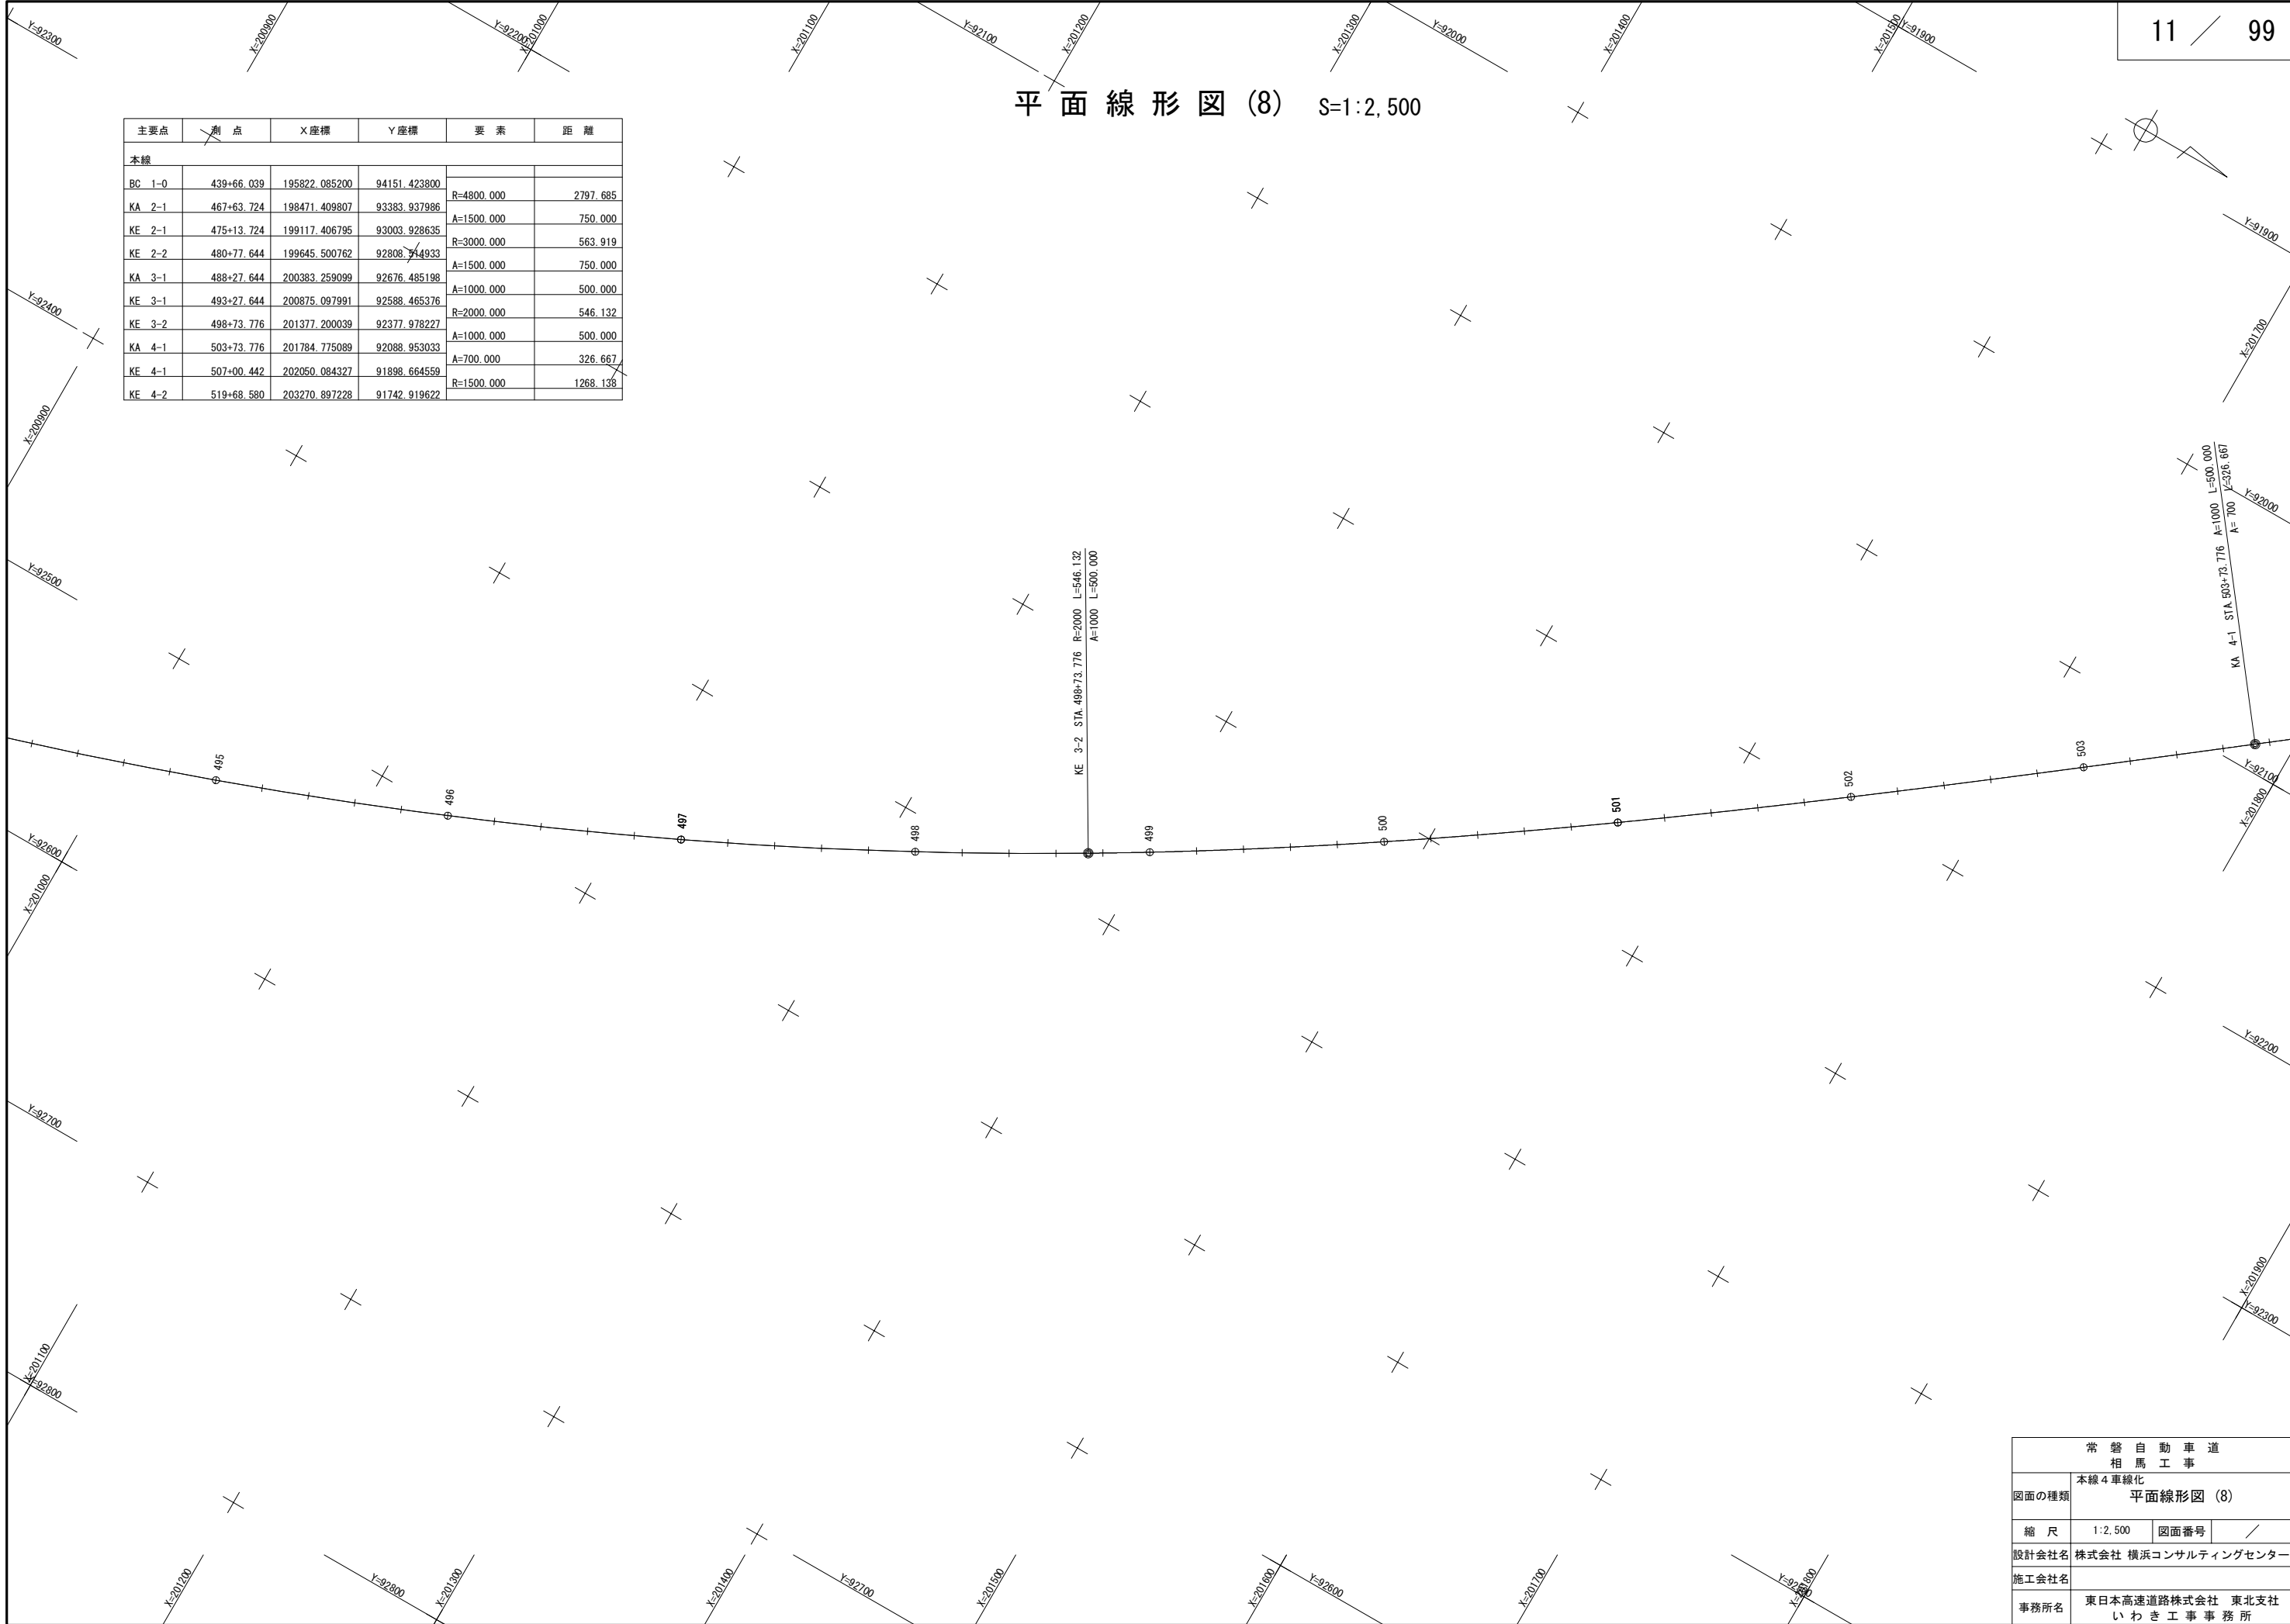 11 ／ 99
平面線形図(8) S=1:2,500
Y=92300
X=200900
Y=92200
X=201000
X=201100
Y=92100
X=201200
X=201300
Y=92000
X=201400
X=201500
Y=91900
主要点 測点 X座標 Y座標 要素 距離
本線
BC 1-0 439+66.039 195822.085200 94151.423800
R=4800.000 2797.685
KA 2-1 467+63.724 198471.409807 93383.937986
A=1500.000 750.000
KE 2-1 475+13.724 199117.406795 93003.928635
R=3000.000 563.919
KE 2-2 480+77.644 199645.500762 92808.514933
A=1500.000 750.000
KA 3-1 488+27.644 200383.259099 92676.485198
A=1000.000 500.000
KE 3-1 493+27.644 200875.097991 92588.465376
R=2000.000 546.132
KE 3-2 498+73.776 201377.200039 92377.978227
A=1000.000 500.000
KA 4-1 503+73.776 201784.775089 92088.953033
A=700.000 326.667
KE 4-1 507+00.442 202050.084327 91898.664559
R=1500.000 1268.138
KE 4-2 519+68.580 203270.897228 91742.919622
Y=92400
X=200900
Y=92500
Y=92600
X=201000
Y=92700
X=201100
Y=92800
Y=91900
X=201700
Y=92000
Y=92100
X=201800
Y=92200
X=201900
Y=92300
KE 3-2 STA.498+73.776 R=2000 L=546.132
A=1000 L=500.000
KA 4-1 STA.503+73.776 A=1000 L=500.000
A= 700 L=326.667
495
496
497
498
499
500
501
502
503
X=201200
Y=92800
X=201300
X=201400
Y=92700
X=201500
X=201600
Y=92600
X=201700
X=201800
常磐自動車道
相馬工事
図面の種類 本線４車線化
平面線形図 (8)
縮尺 1:2,500 図面番号 ／
設計会社名 株式会社 横浜コンサルティングセンター
施工会社名
事務所名 東日本高速道路株式会社 東北支社
いわき工事事務所